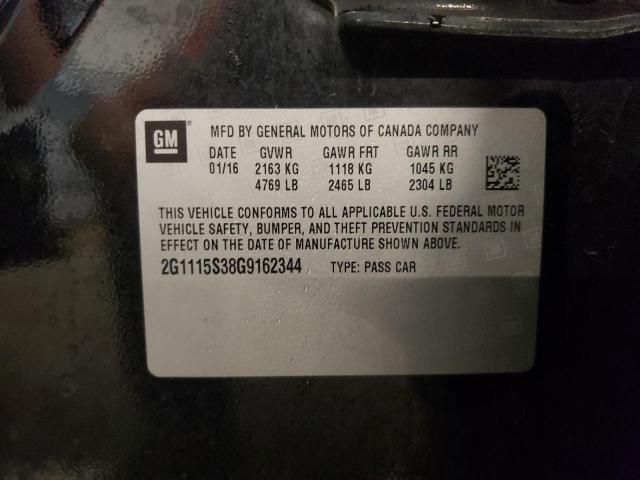 GM
MFD BY GENERAL MOTORS OF CANADA COMPANY
DATE GVWR GAWR FRT GAWR RR
01/16 2163 KG 1118 KG 1045 KG
4769 LB 2465 LB 2304 LB
THIS VEHICLE CONFORMS TO ALL APPLICABLE U.S. FEDERAL MOTOR
VEHICLE SAFETY, BUMPER, AND THEFT PREVENTION STANDARDS IN
EFFECT ON THE DATE OF MANUFACTURE SHOWN ABOVE.
2G1115S38G9162344 TYPE: PASS CAR